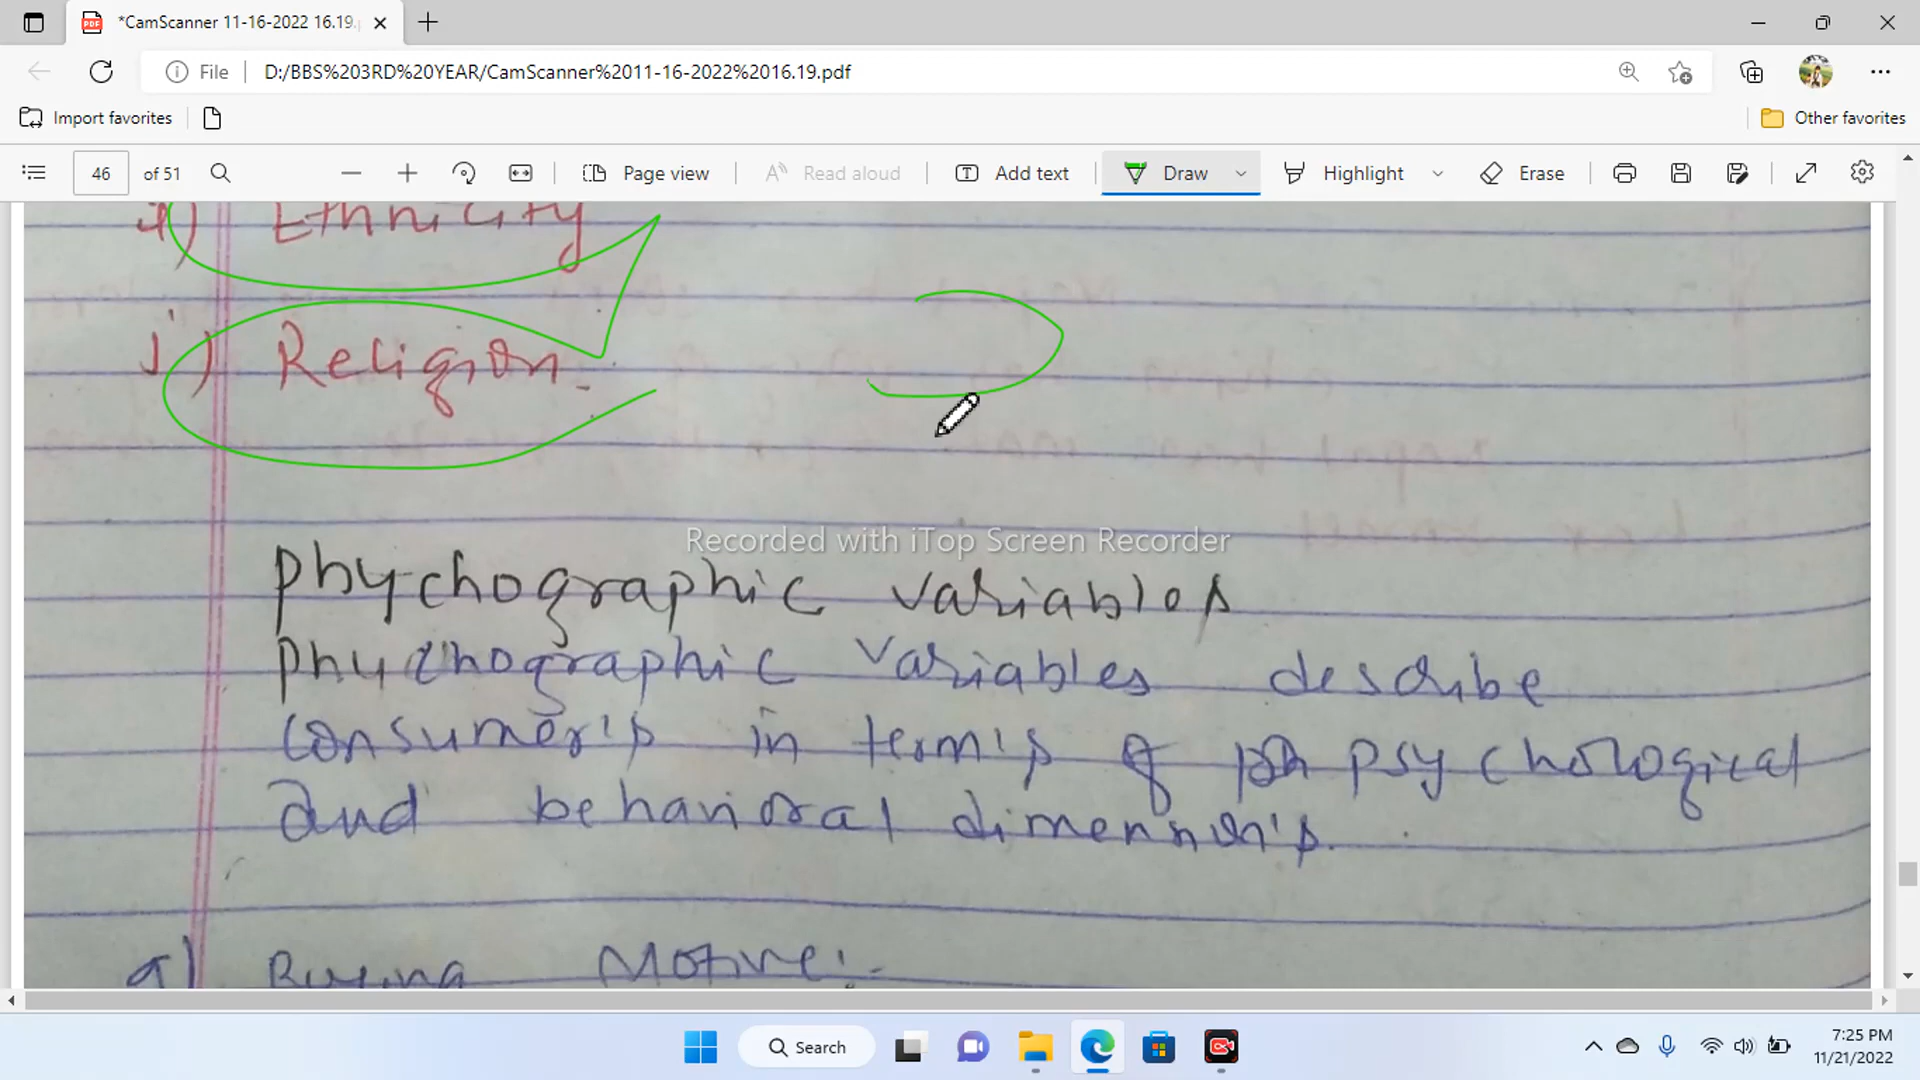 *CamScanner 11-16-2022 16.19.p
File D:/BBS%203RD%20YEAR/CamScanner%2011-16-2022%2016.19.pdf
Import favorites Other favorites
46 of 51 Page view Read aloud Add text Draw Highlight Erase
i) Ethnicity
j) Religion
Recorded with iTop Screen Recorder
phychographic variables
phychographic variables describe
consumer's in term's of psychological
and behavioral dimension's.
a) Buying Motive:-
Search
7:25 PM
11/21/2022